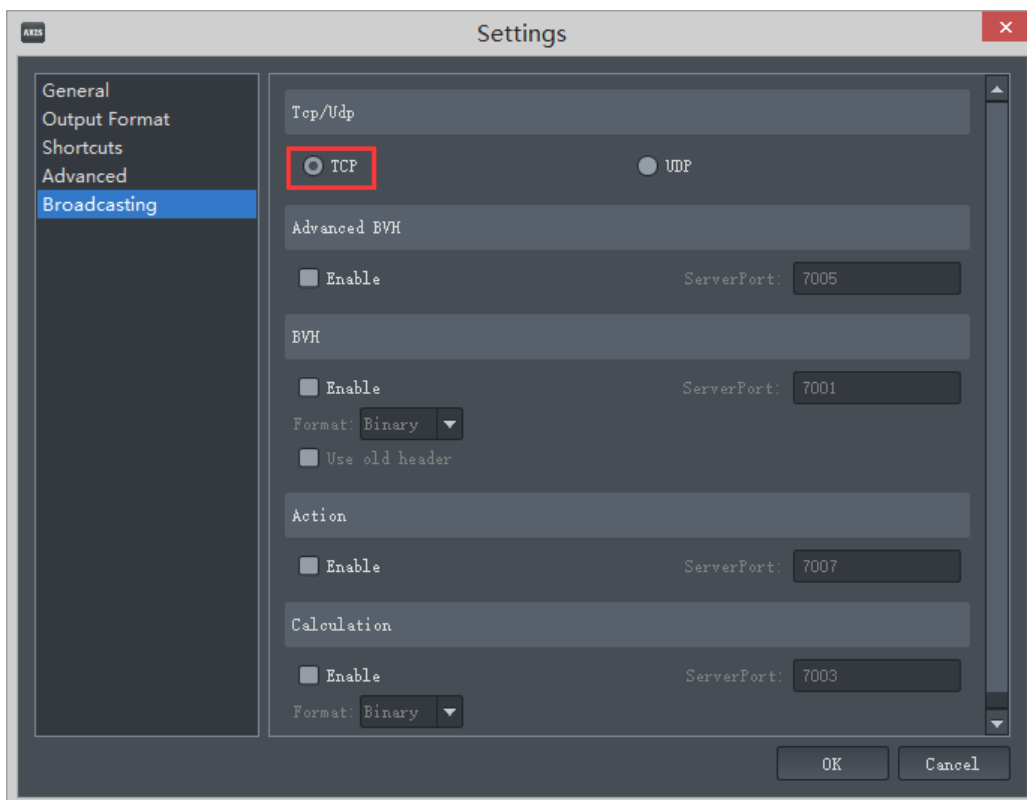 AXIS
Settings
General
Output Format
Shortcuts
Advanced
Broadcasting
Tcp/Udp
TCP UDP
Advanced BVH
Enable ServerPort: 7005
BVH
Enable ServerPort: 7001
Format: Binary
Use old header
Action
Enable ServerPort: 7007
Calculation
Enable ServerPort: 7003
Format: Binary
OK Cancel